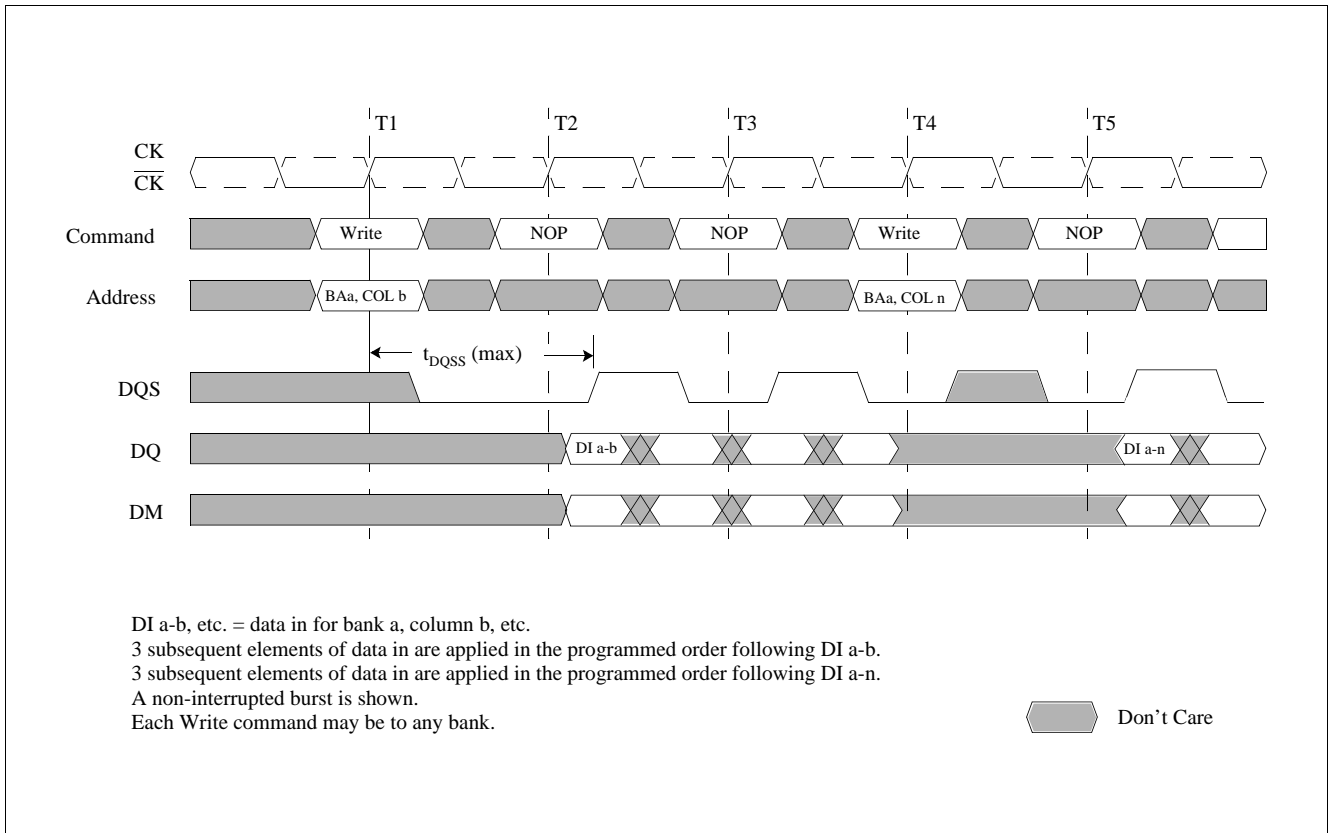 T1 T2 T3 T4 T5
CK
CK
Command Write NOP NOP Write NOP
Address BAa, COL b BAa, COL n
tDQSS (max)
DQS
DQ DI a-b DI a-n
DM
DI a-b, etc. = data in for bank a, column b, etc.
3 subsequent elements of data in are applied in the programmed order following DI a-b.
3 subsequent elements of data in are applied in the programmed order following DI a-n.
A non-interrupted burst is shown.
Each Write command may be to any bank.
Don't Care